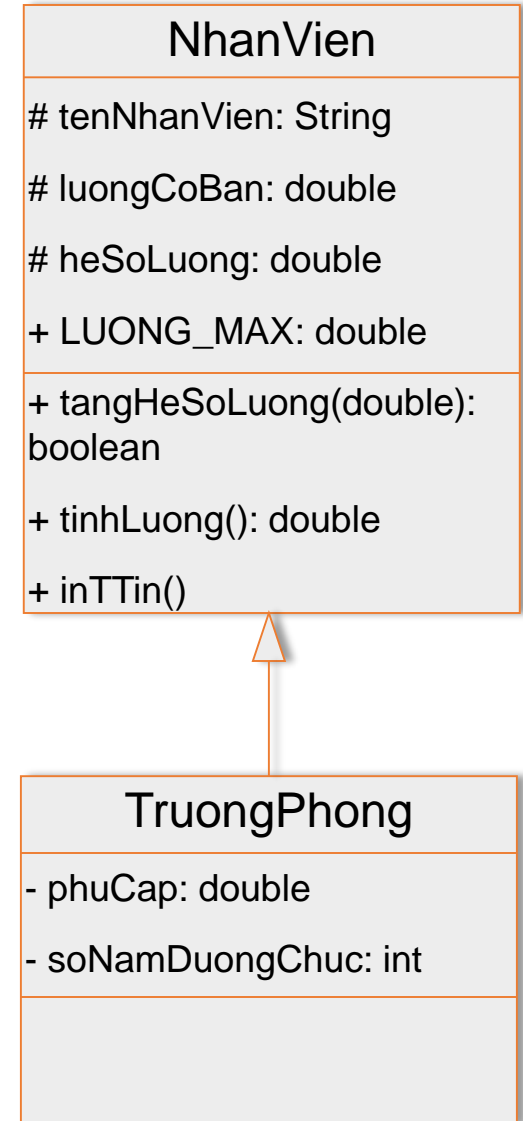 NhanVien
# tenNhanVien: String
# luongCoBan: double
# heSoLuong: double
+ LUONG_MAX: double
+ tangHeSoLuong(double):
boolean
+ tinhLuong(): double
+ inTTin()
TruongPhong
- phuCap: double
- soNamDuongChuc: int